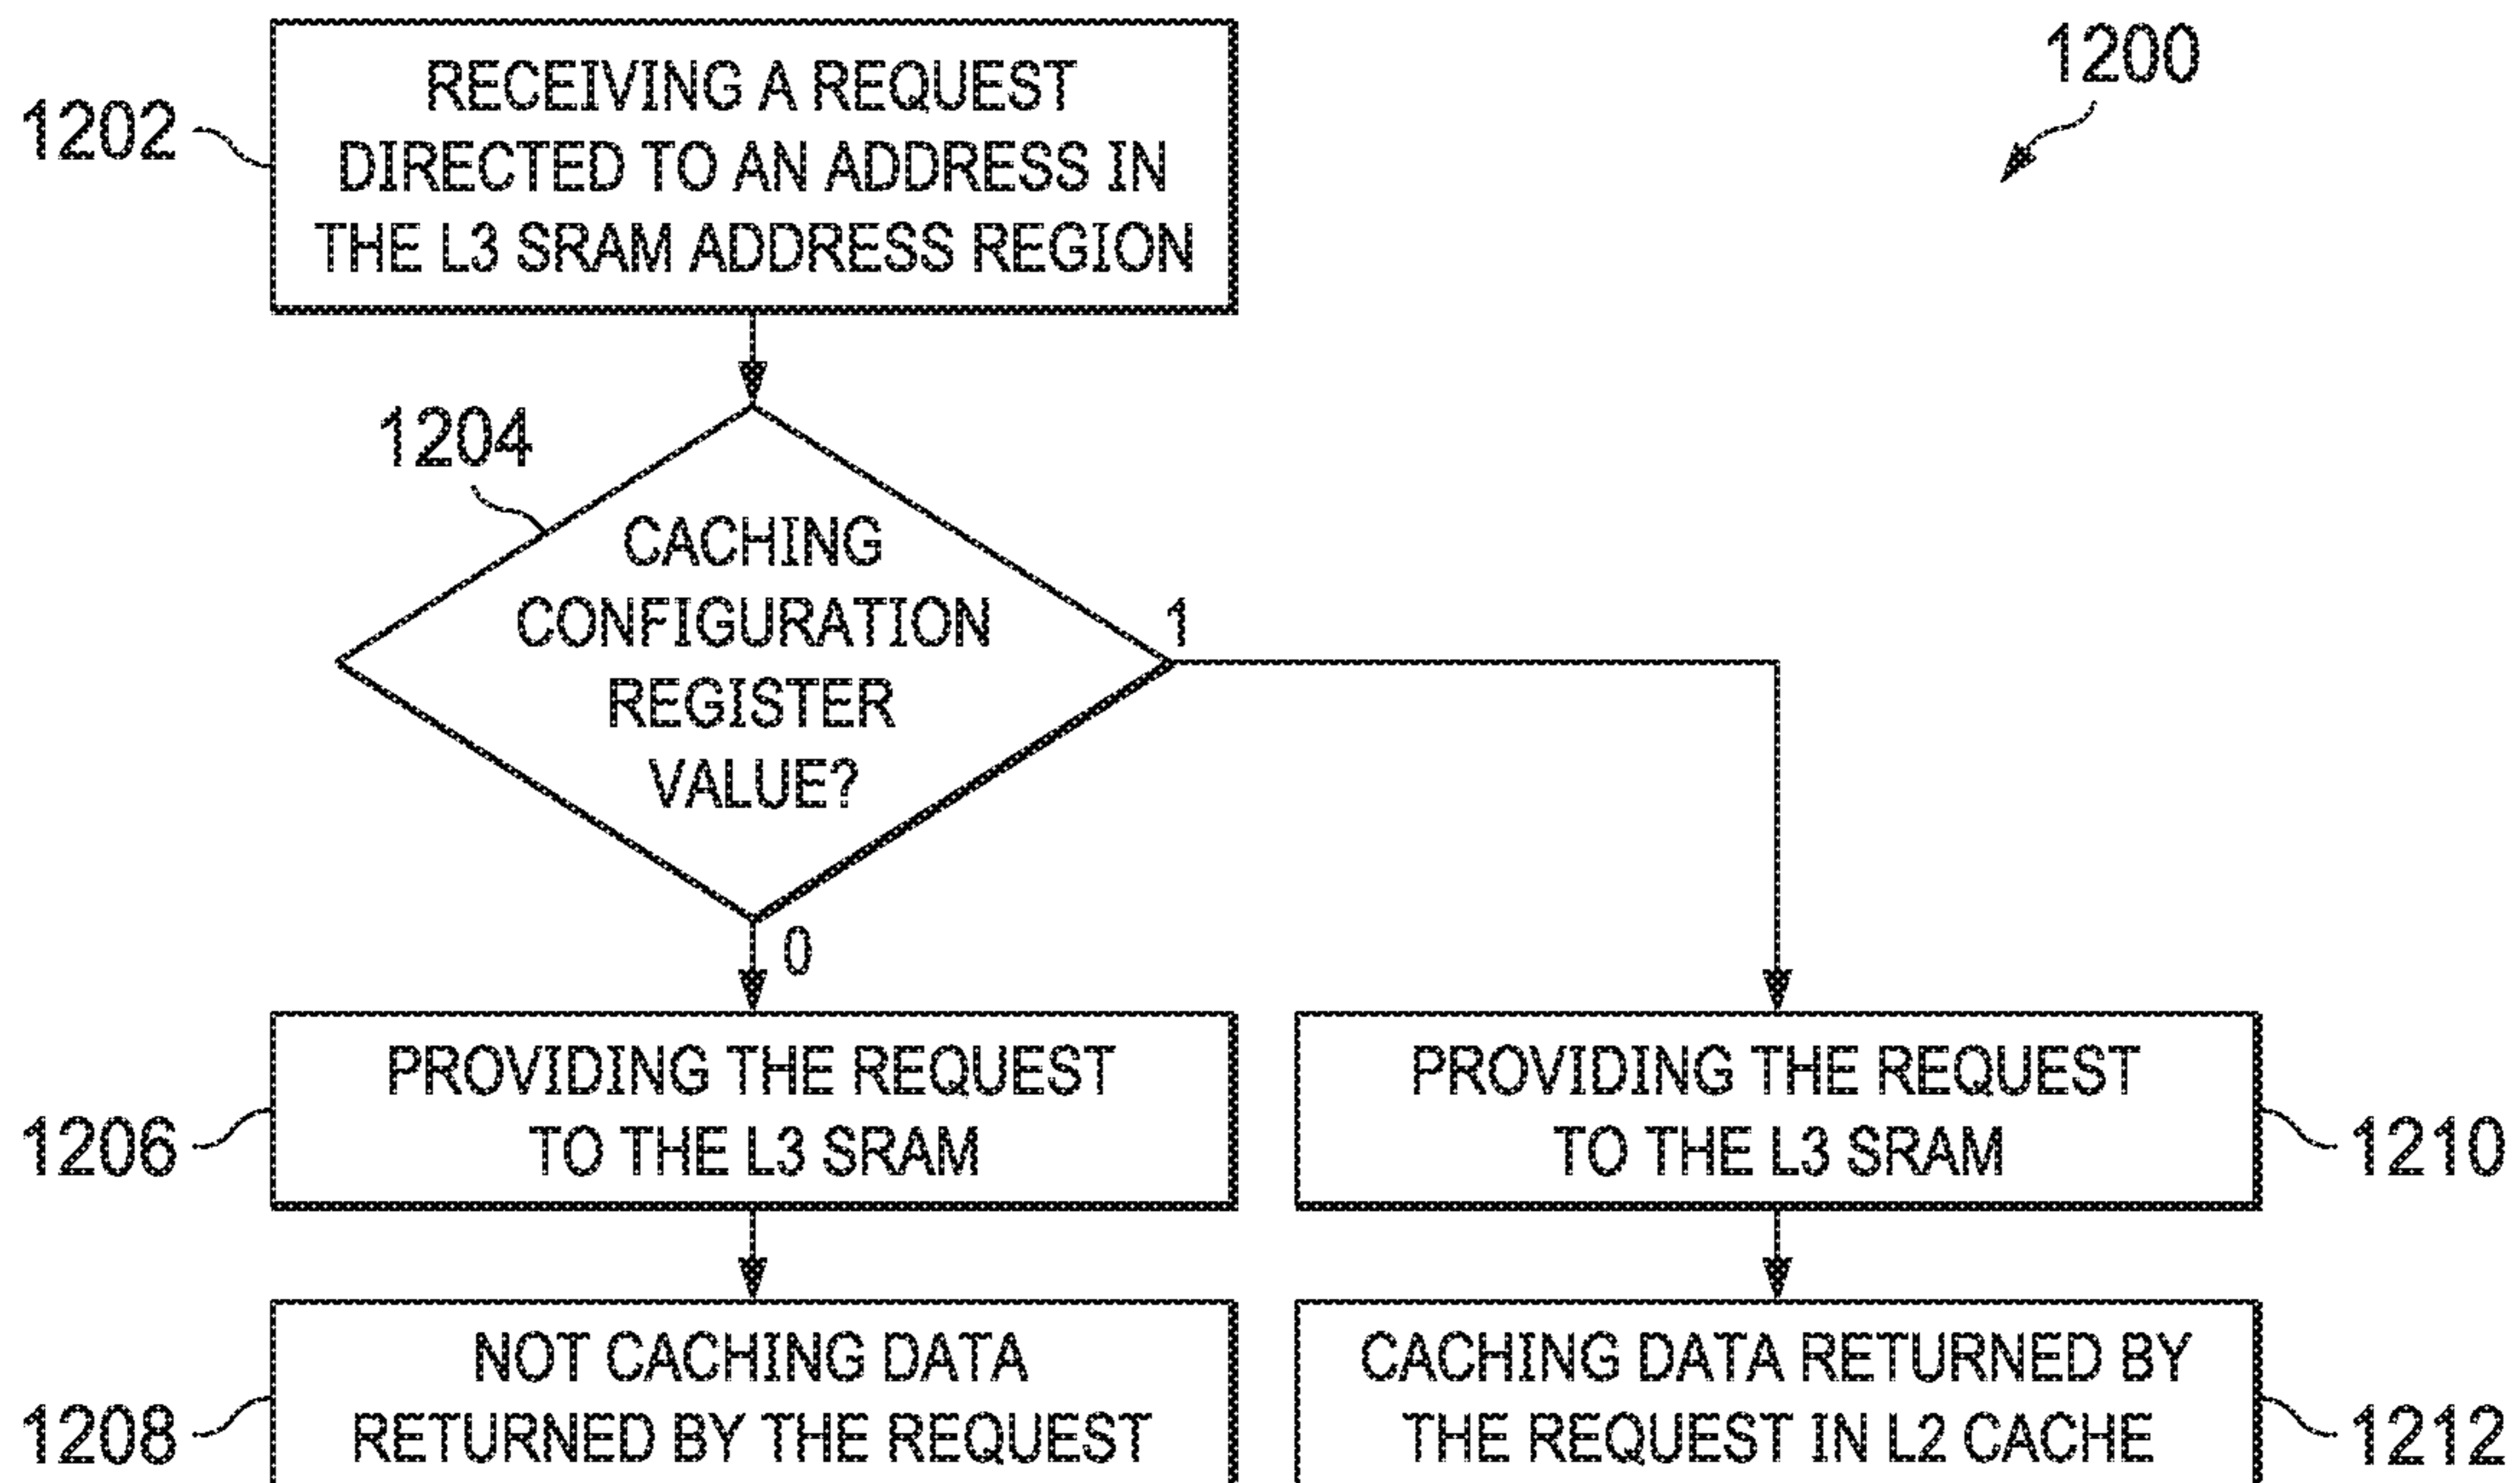 1200
1202
RECEIVING A REQUEST
DIRECTED TO AN ADDRESS IN
THE L3 SRAM ADDRESS REGION
1204
CACHING
CONFIGURATION
REGISTER
VALUE?
1
0
1206
PROVIDING THE REQUEST
TO THE L3 SRAM
PROVIDING THE REQUEST
TO THE L3 SRAM
1210
1208
NOT CACHING DATA
RETURNED BY THE REQUEST
CACHING DATA RETURNED BY
THE REQUEST IN L2 CACHE
1212